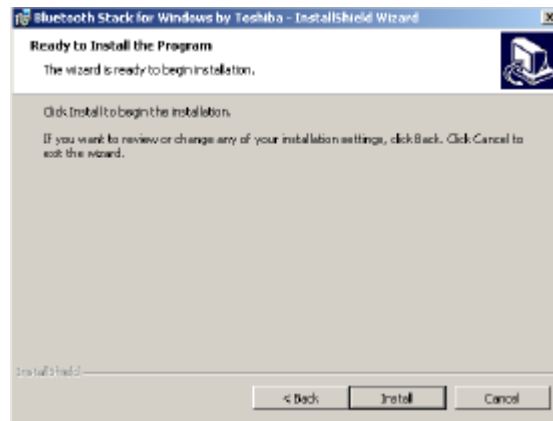 Bluetooth Stack for Windows by Toshiba - InstallShield Wizard
Ready to Install the Program
The wizard is ready to begin installation.
Click Install to begin the installation.
If you want to review or change any of your installation settings, click Back. Click Cancel to
exit the wizard.
InstallShield
< Back
Install
Cancel